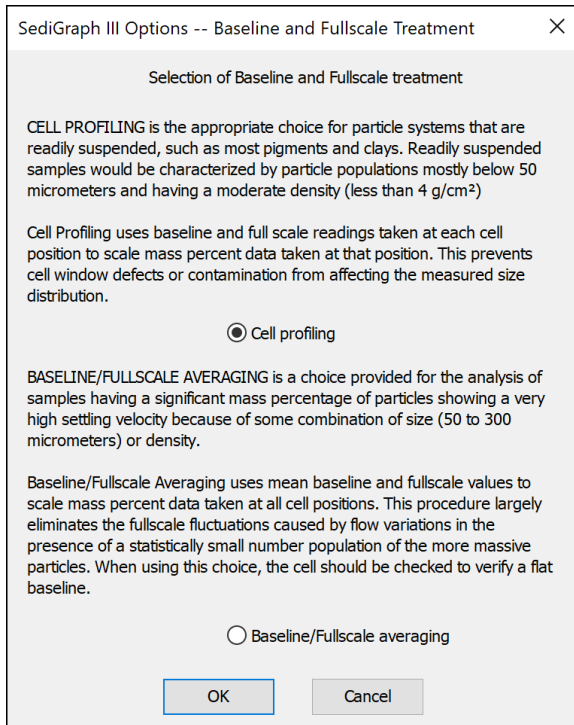 SediGraph III Options -- Baseline and Fullscale Treatment
Selection of Baseline and Fullscale treatment
CELL PROFILING is the appropriate choice for particle systems that are
readily suspended, such as most pigments and clays. Readily suspended
samples would be characterized by particle populations mostly below 50
micrometers and having a moderate density (less than 4 g/cm²)
Cell Profiling uses baseline and full scale readings taken at each cell
position to scale mass percent data taken at that position. This prevents
cell window defects or contamination from affecting the measured size
distribution.
Cell profiling
BASELINE/FULLSCALE AVERAGING is a choice provided for the analysis of
samples having a significant mass percentage of particles showing a very
high settling velocity because of some combination of size (50 to 300
micrometers) or density.
Baseline/Fullscale Averaging uses mean baseline and fullscale values to
scale mass percent data taken at all cell positions. This procedure largely
eliminates the fullscale fluctuations caused by flow variations in the
presence of a statistically small number population of the more massive
particles. When using this choice, the cell should be checked to verify a flat
baseline.
Baseline/Fullscale averaging
OK
Cancel